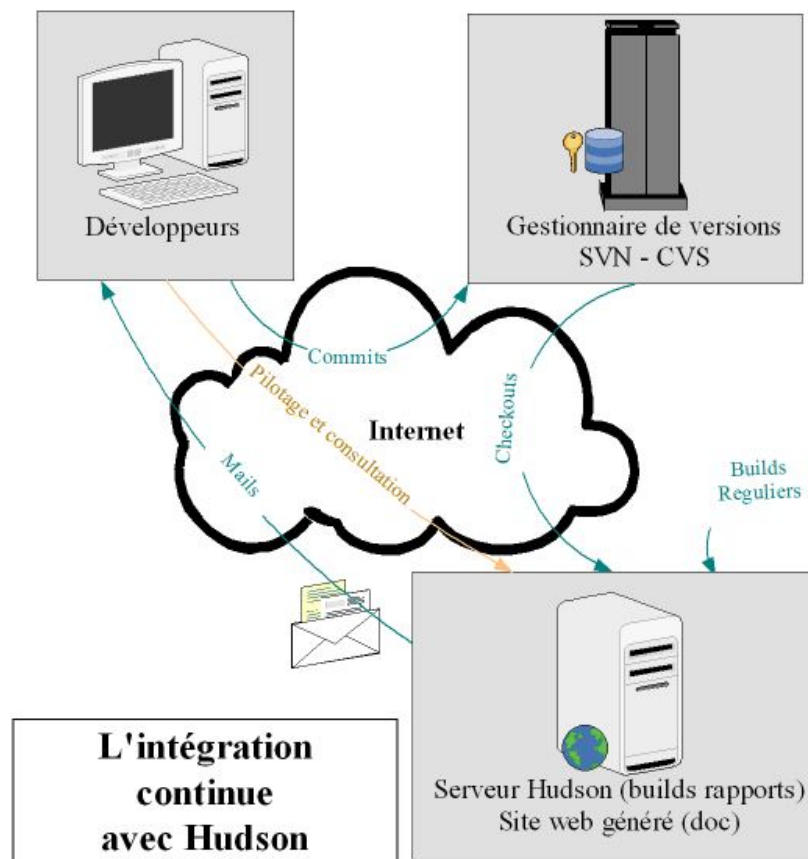 Développeurs
Gestionnaire de versions
SVN - CVS
Commits
Pilotage et consultation
Internet
Checkouts
Mails
Builds
Reguliers
L'intégration
continue
avec Hudson
Serveur Hudson (builds rapports)
Site web généré (doc)